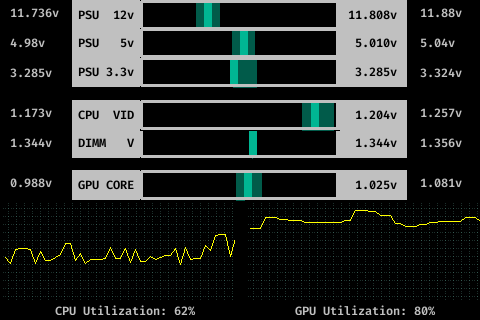 11.736v PSU 12v 11.808v 11.88v
4.98v PSU 5v 5.010v 5.04v
3.285v PSU 3.3v 3.285v 3.324v
1.173v CPU VID 1.204v 1.257v
1.344v DIMM V 1.344v 1.356v
0.988v GPU CORE 1.025v 1.081v
CPU Utilization: 62% GPU Utilization: 80%